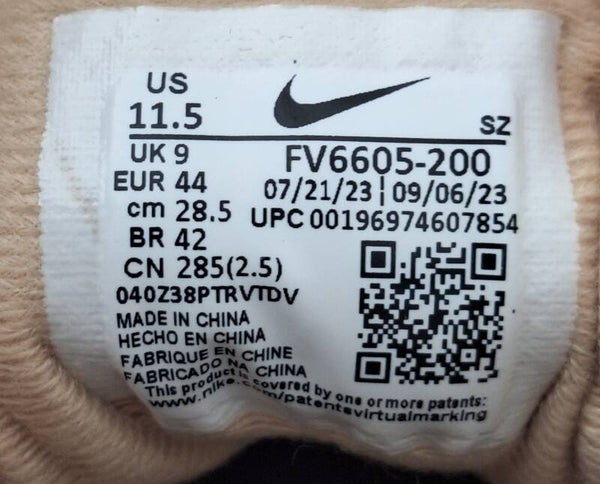 US
11.5
SZ
UK 9
FV6605-200
EUR 44
07/21/23 | 09/06/23
cm 28.5
UPC 00196974607854
BR 42
CN 285(2.5)
040Z38PTRVTDV
MADE IN CHINA
HECHO EN CHINA
FABRIQUE EN CHINE
FABRICADO NA CHINA
This product is covered by one or more patents:
www.nike.com/patentsvirtualmarking